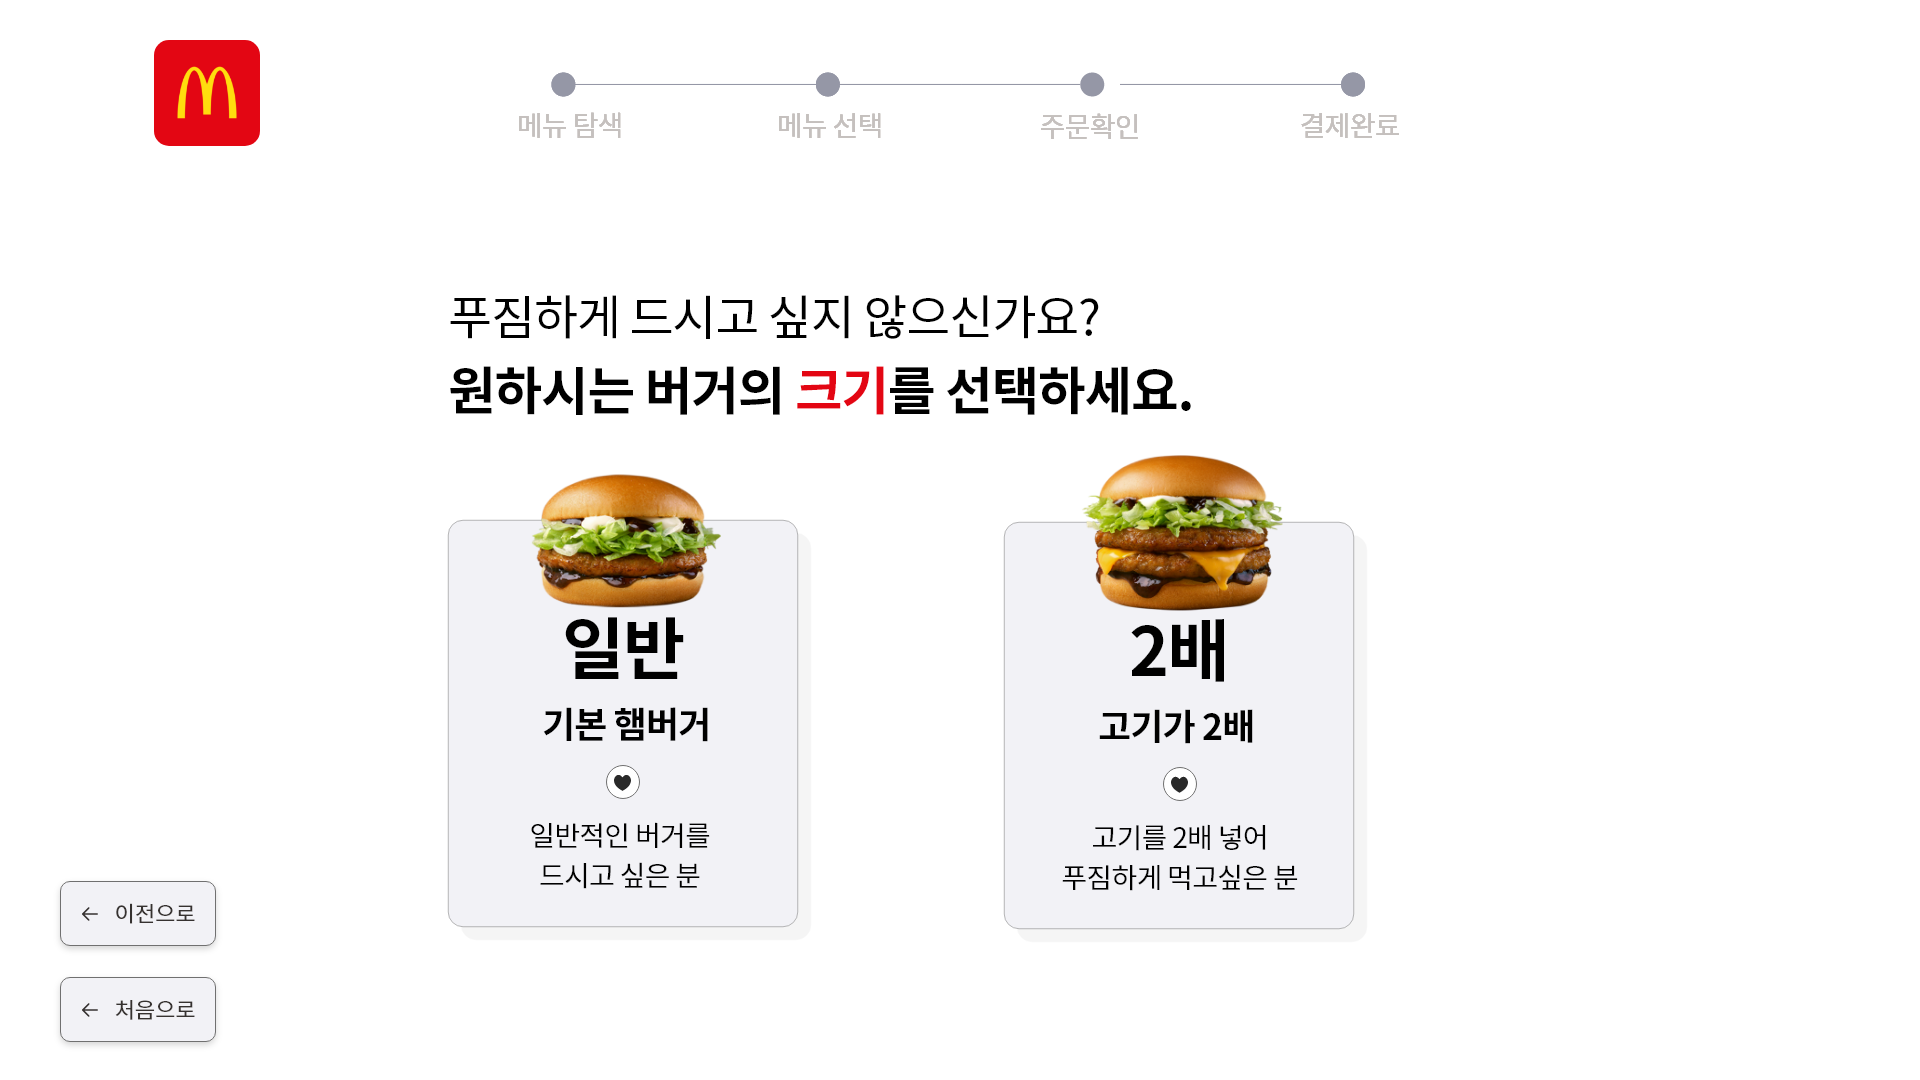 메뉴 탐색
메뉴 선택
주문확인
결제완료
푸짐하게 드시고 싶지 않으신가요?
원하시는 버거의 크기를 선택하세요.
일반
기본 햄버거
일반적인 버거를
드시고 싶은 분
2배
고기가 2배
고기를 2배 넣어
푸짐하게 먹고싶은 분
← 이전으로
← 처음으로